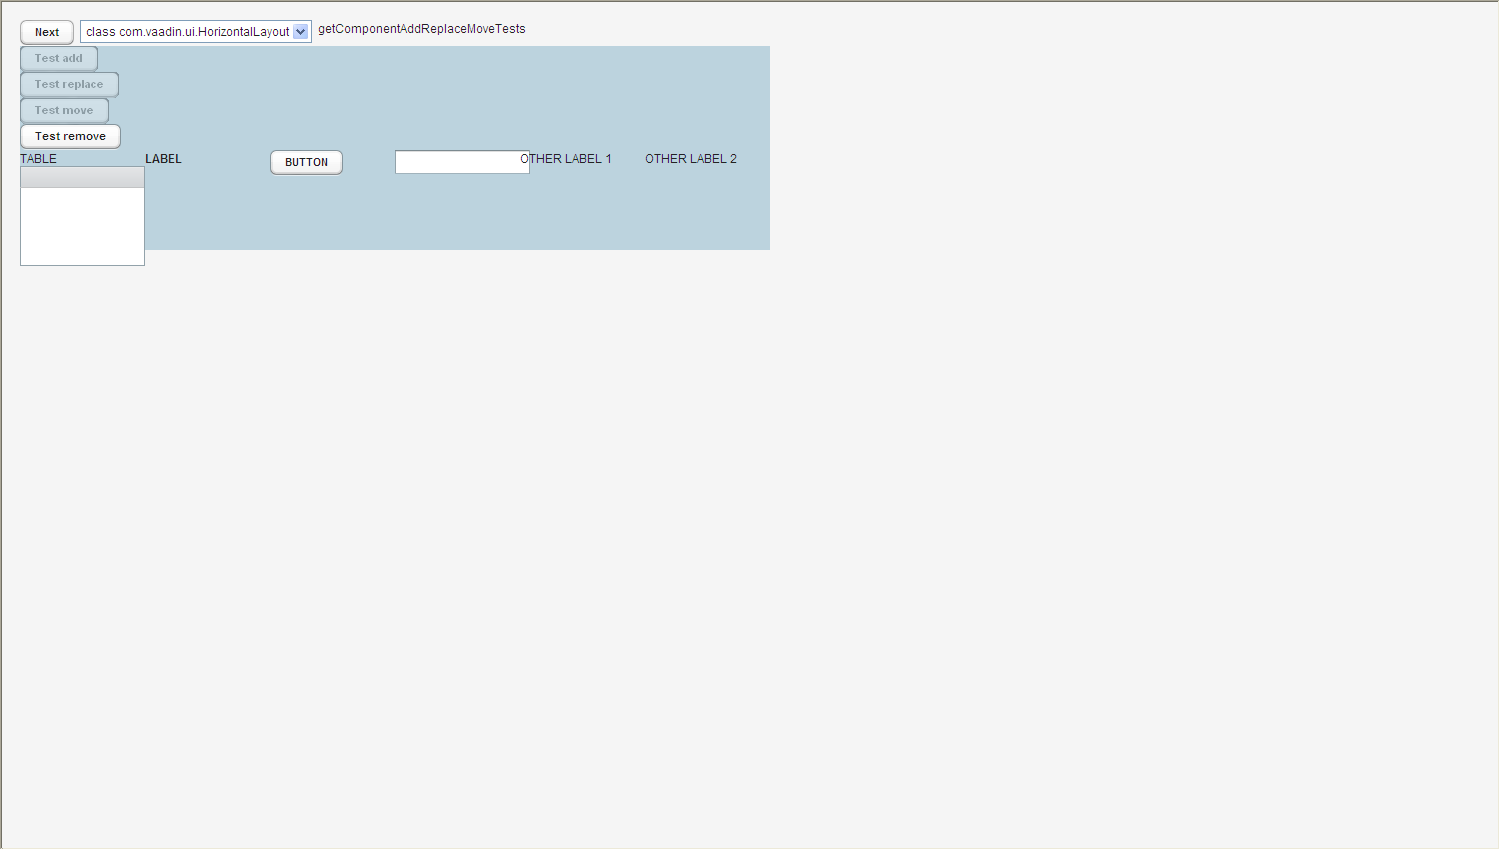 Next class com.vaadin.ui.HorizontalLayout getComponentAddReplaceMoveTests
Test add
Test replace
Test move
Test remove
TABLE LABEL BUTTON OTHER LABEL 1 OTHER LABEL 2